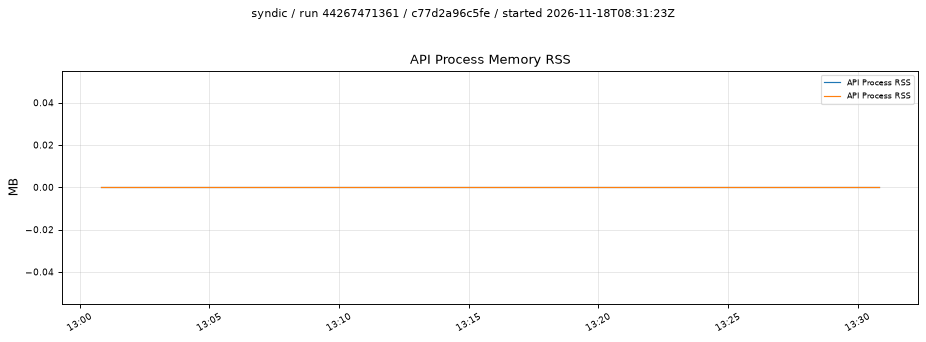 syndic / run 44267471361 / c77d2a96c5fe / started 2026-11-18T08:31:23Z
API Process Memory RSS
API Process RSS
API Process RSS
MB
0.04
0.02
0.00
−0.02
−0.04
13:00
13:05
13:10
13:15
13:20
13:25
13:30